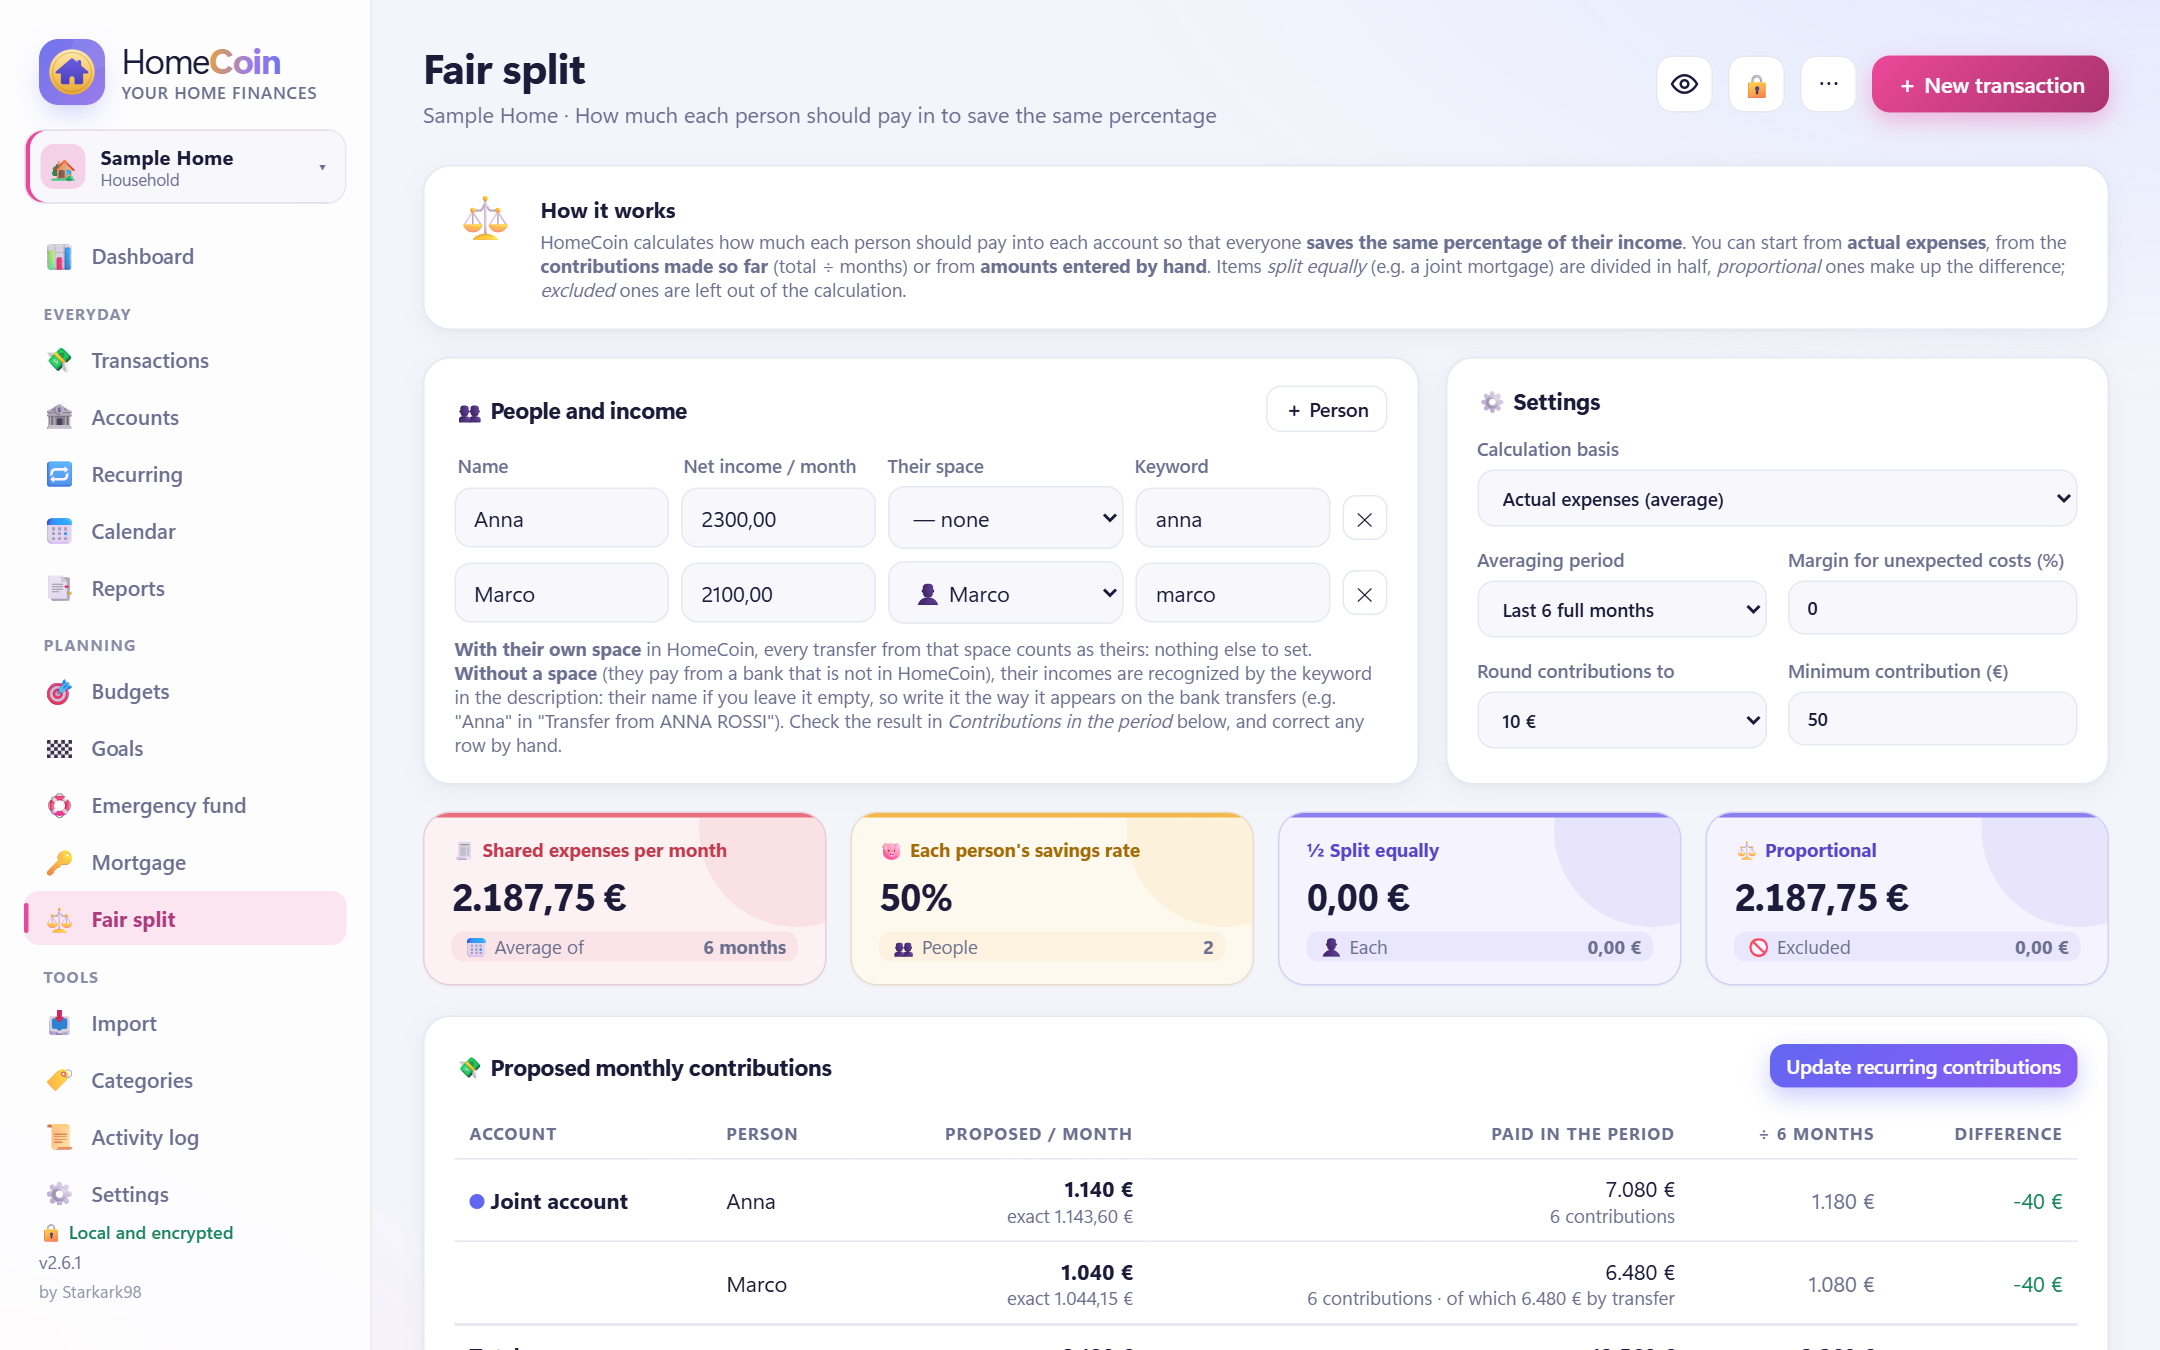 HomeCoin
YOUR HOME FINANCES
Sample Home
Household
Dashboard
EVERYDAY
Transactions
Accounts
Recurring
Calendar
Reports
PLANNING
Budgets
Goals
Emergency fund
Mortgage
Fair split
TOOLS
Import
Categories
Activity log
Settings
Local and encrypted
v2.6.1
by Starkark98
Fair split
Sample Home · How much each person should pay in to save the same percentage
+ New transaction
How it works
HomeCoin calculates how much each person should pay into each account so that everyone saves the same percentage of their income. You can start from actual expenses, from the
contributions made so far (total ÷ months) or from amounts entered by hand. Items split equally (e.g. a joint mortgage) are divided in half, proportional ones make up the difference;
excluded ones are left out of the calculation.
People and income
+ Person
Name Net income / month Their space Keyword
Anna 2300,00 — none anna
Marco 2100,00 Marco marco
With their own space in HomeCoin, every transfer from that space counts as theirs: nothing else to set.
Without a space (they pay from a bank that is not in HomeCoin), their incomes are recognized by the keyword
in the description: their name if you leave it empty, so write it the way it appears on the bank transfers (e.g.
"Anna" in "Transfer from ANNA ROSSI"). Check the result in Contributions in the period below, and correct any
row by hand.
Settings
Calculation basis
Actual expenses (average)
Averaging period Margin for unexpected costs (%)
Last 6 full months 0
Round contributions to Minimum contribution (€)
10 € 50
Shared expenses per month
2.187,75 €
Average of 6 months
Each person's savings rate
50%
People 2
½ Split equally
0,00 €
Each 0,00 €
Proportional
2.187,75 €
Excluded 0,00 €
Proposed monthly contributions
Update recurring contributions
ACCOUNT PERSON PROPOSED / MONTH PAID IN THE PERIOD ÷ 6 MONTHS DIFFERENCE
Joint account Anna 1.140 € 7.080 € 1.180 € -40 €
exact 1.143,60 € 6 contributions
Marco 1.040 € 6.480 € 1.080 € -40 €
exact 1.044,15 € 6 contributions · of which 6.480 € by transfer